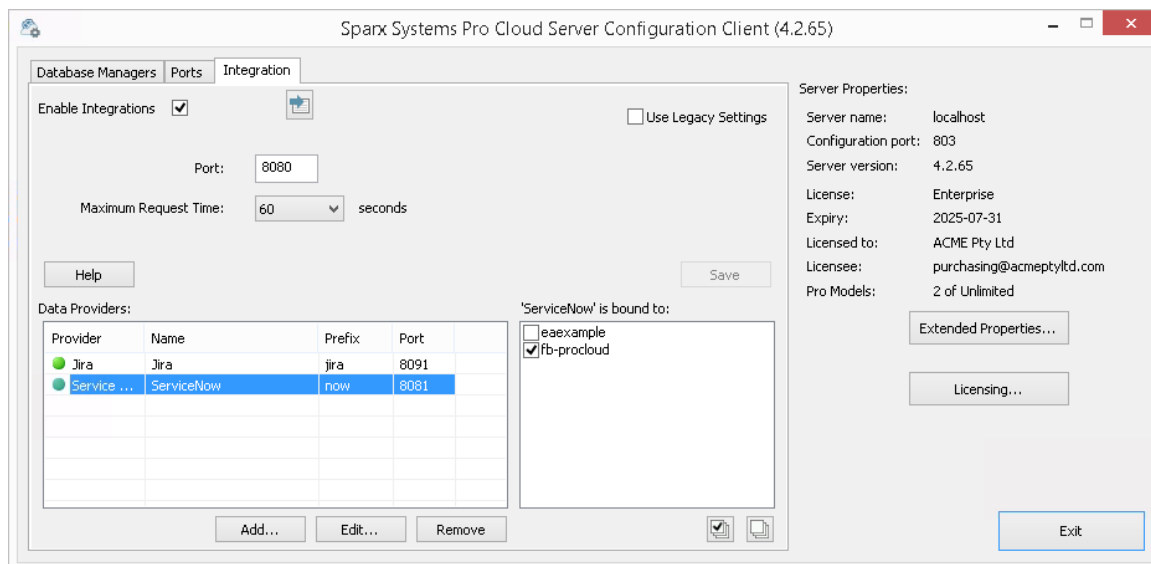 Sparx Systems Pro Cloud Server Configuration Client (4.2.65)
Database Managers Ports Integration
Enable Integrations
Use Legacy Settings
Port: 8080
Maximum Request Time: 60 seconds
Help
Save
Data Providers:
Provider Name Prefix Port
Jira Jira jira 8091
Service ... ServiceNow now 8081
Add...
Edit...
Remove
'ServiceNow' is bound to:
eaexample
fb-procloud
Server Properties:
Server name: localhost
Configuration port: 803
Server version: 4.2.65
License: Enterprise
Expiry: 2025-07-31
Licensed to: ACME Pty Ltd
Licensee: purchasing@acmeptyltd.com
Pro Models: 2 of Unlimited
Extended Properties...
Licensing...
Exit